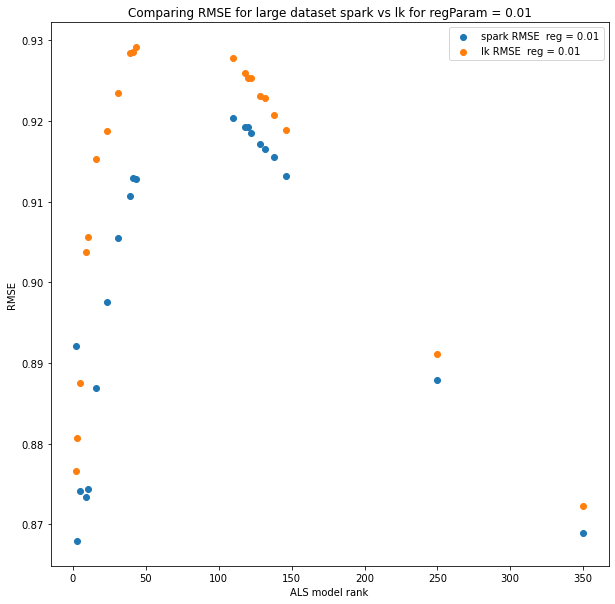 Comparing RMSE for large dataset spark vs lk for regParam = 0.01
spark RMSE  reg = 0.01
lk RMSE  reg = 0.01
0.93
0.92
0.91
0.90
0.89
0.88
0.87
RMSE
0 50 100 150 200 250 300 350
ALS model rank